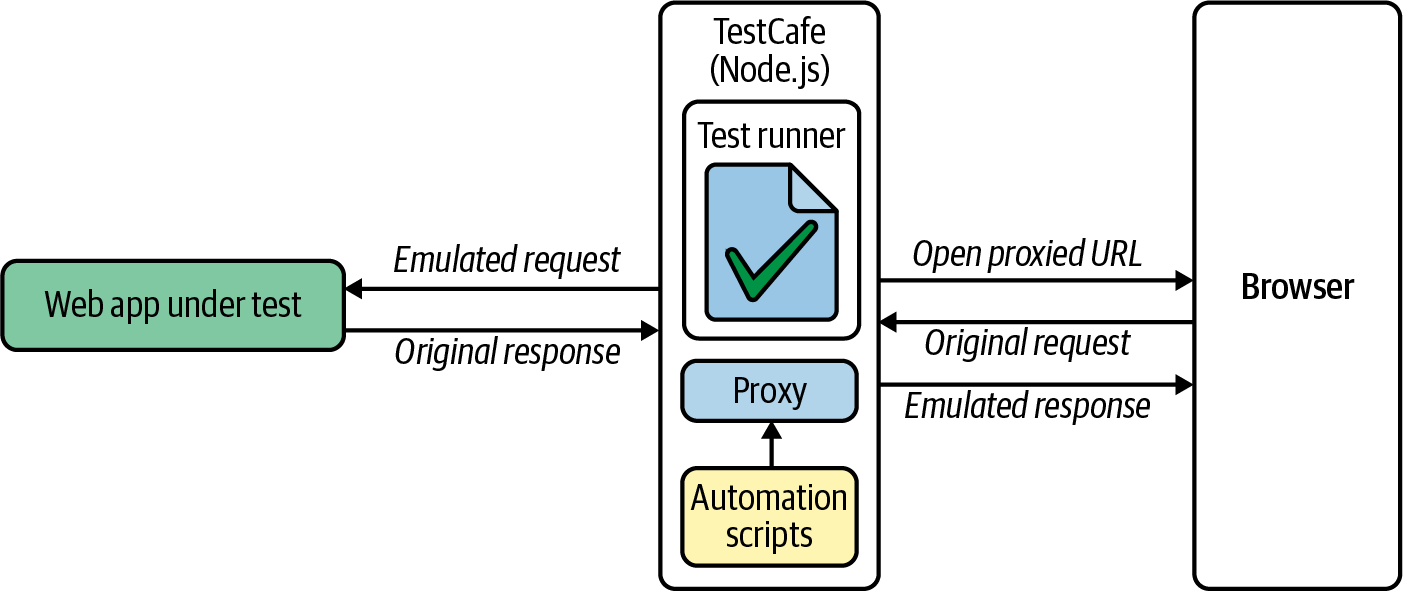 TestCafe
(Node.js)
Test runner
Emulated request
Web app under test
Original response
Open proxied URL
Original request
Emulated response
Browser
Proxy
Automation
scripts